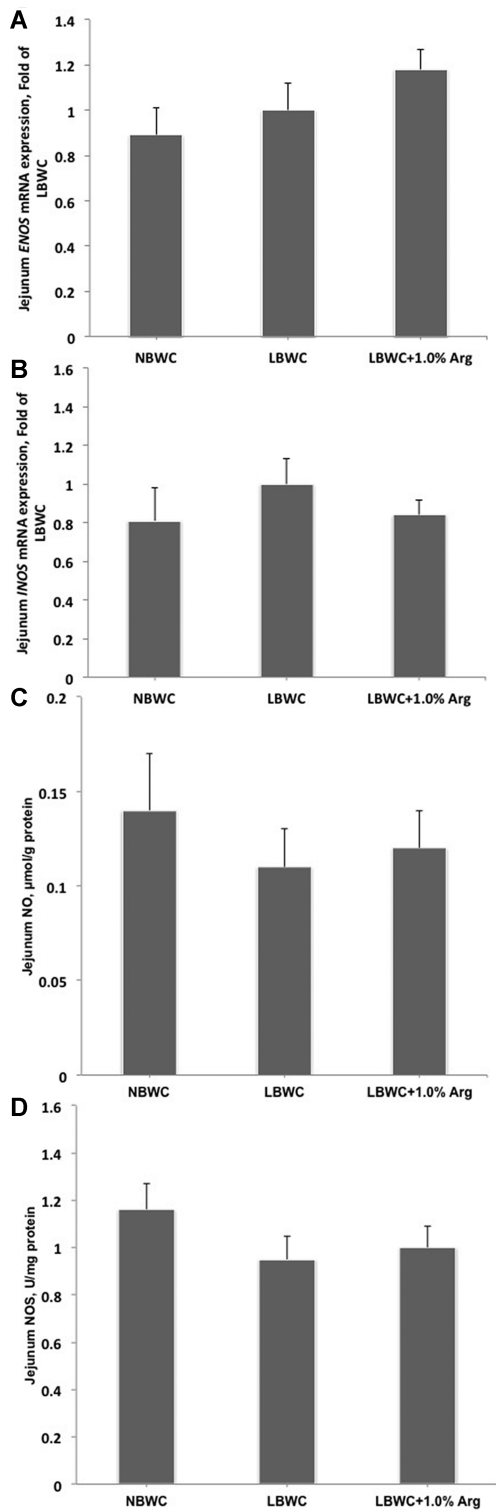 A
Jejunum ENOS mRNA expression, Fold of
LBWC
1.4
1.2
1
0.8
0.6
0.4
0.2
0
NBWC LBWC LBWC+1.0% Arg
B
Jejunum INOS mRNA expression, Fold of
LBWC
1.6
1.4
1.2
1
0.8
0.6
0.4
0.2
0
NBWC LBWC LBWC+1.0% Arg
C
Jejunum NO, µmol/g protein
0.2
0.15
0.1
0.05
0
NBWC LBWC LBWC+1.0% Arg
D
Jejunum NOS, U/mg protein
1.6
1.4
1.2
1
0.8
0.6
0.4
0.2
0
NBWC LBWC LBWC+1.0% Arg